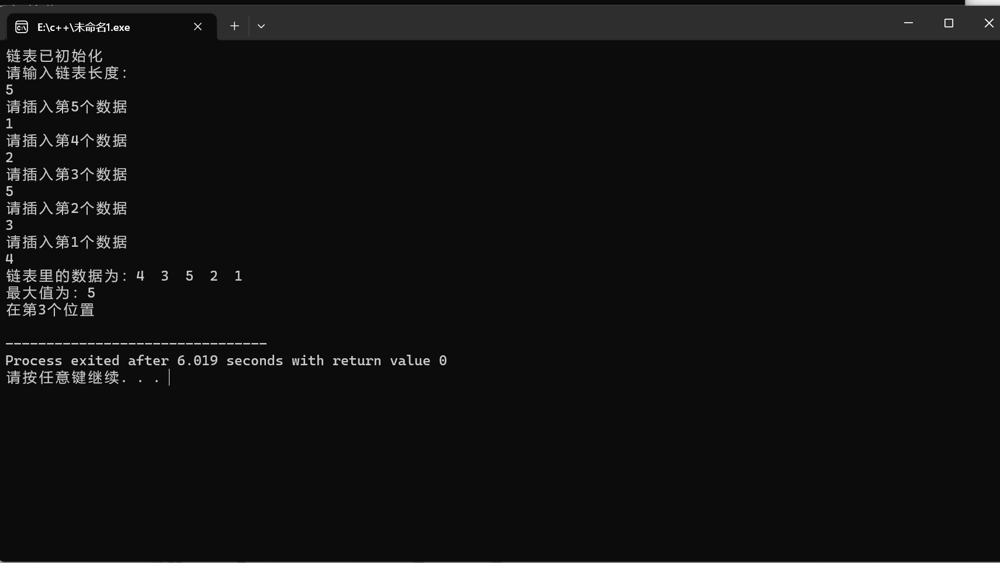 E:\c++\未命名1.exe
链表已初始化
请输入链表长度：
5
请插入第5个数据
1
请插入第4个数据
2
请插入第3个数据
5
请插入第2个数据
3
请插入第1个数据
4
链表里的数据为：4  3  5  2  1
最大值为：5
在第3个位置
--------------------------------
Process exited after 6.019 seconds with return value 0
请按任意键继续. . .